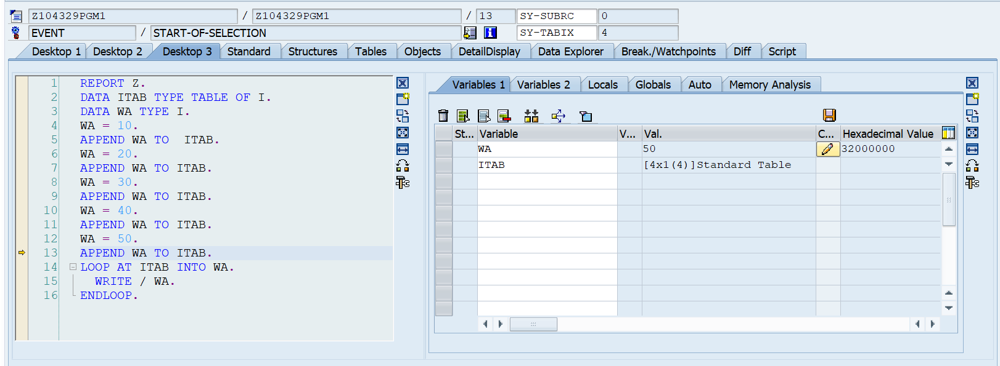 Z104329PGM1 / Z104329PGM1 / 13 SY-SUBRC 0
EVENT / START-OF-SELECTION SY-TABIX 4
Desktop 1 Desktop 2 Desktop 3 Standard Structures Tables Objects DetailDisplay Data Explorer Break./Watchpoints Diff Script
1 REPORT Z.
2 DATA ITAB TYPE TABLE OF I.
3 DATA WA TYPE I.
4 WA = 10.
5 APPEND WA TO  ITAB.
6 WA = 20.
7 APPEND WA TO ITAB.
8 WA = 30.
9 APPEND WA TO ITAB.
10 WA = 40.
11 APPEND WA TO ITAB.
12 WA = 50.
13 APPEND WA TO ITAB.
14 LOOP AT ITAB INTO WA.
15   WRITE / WA.
16 ENDLOOP.
Variables 1 Variables 2 Locals Globals Auto Memory Analysis
St... Variable V... Val. C... Hexadecimal Value
WA 50 32000000
ITAB [4x1(4)]Standard Table